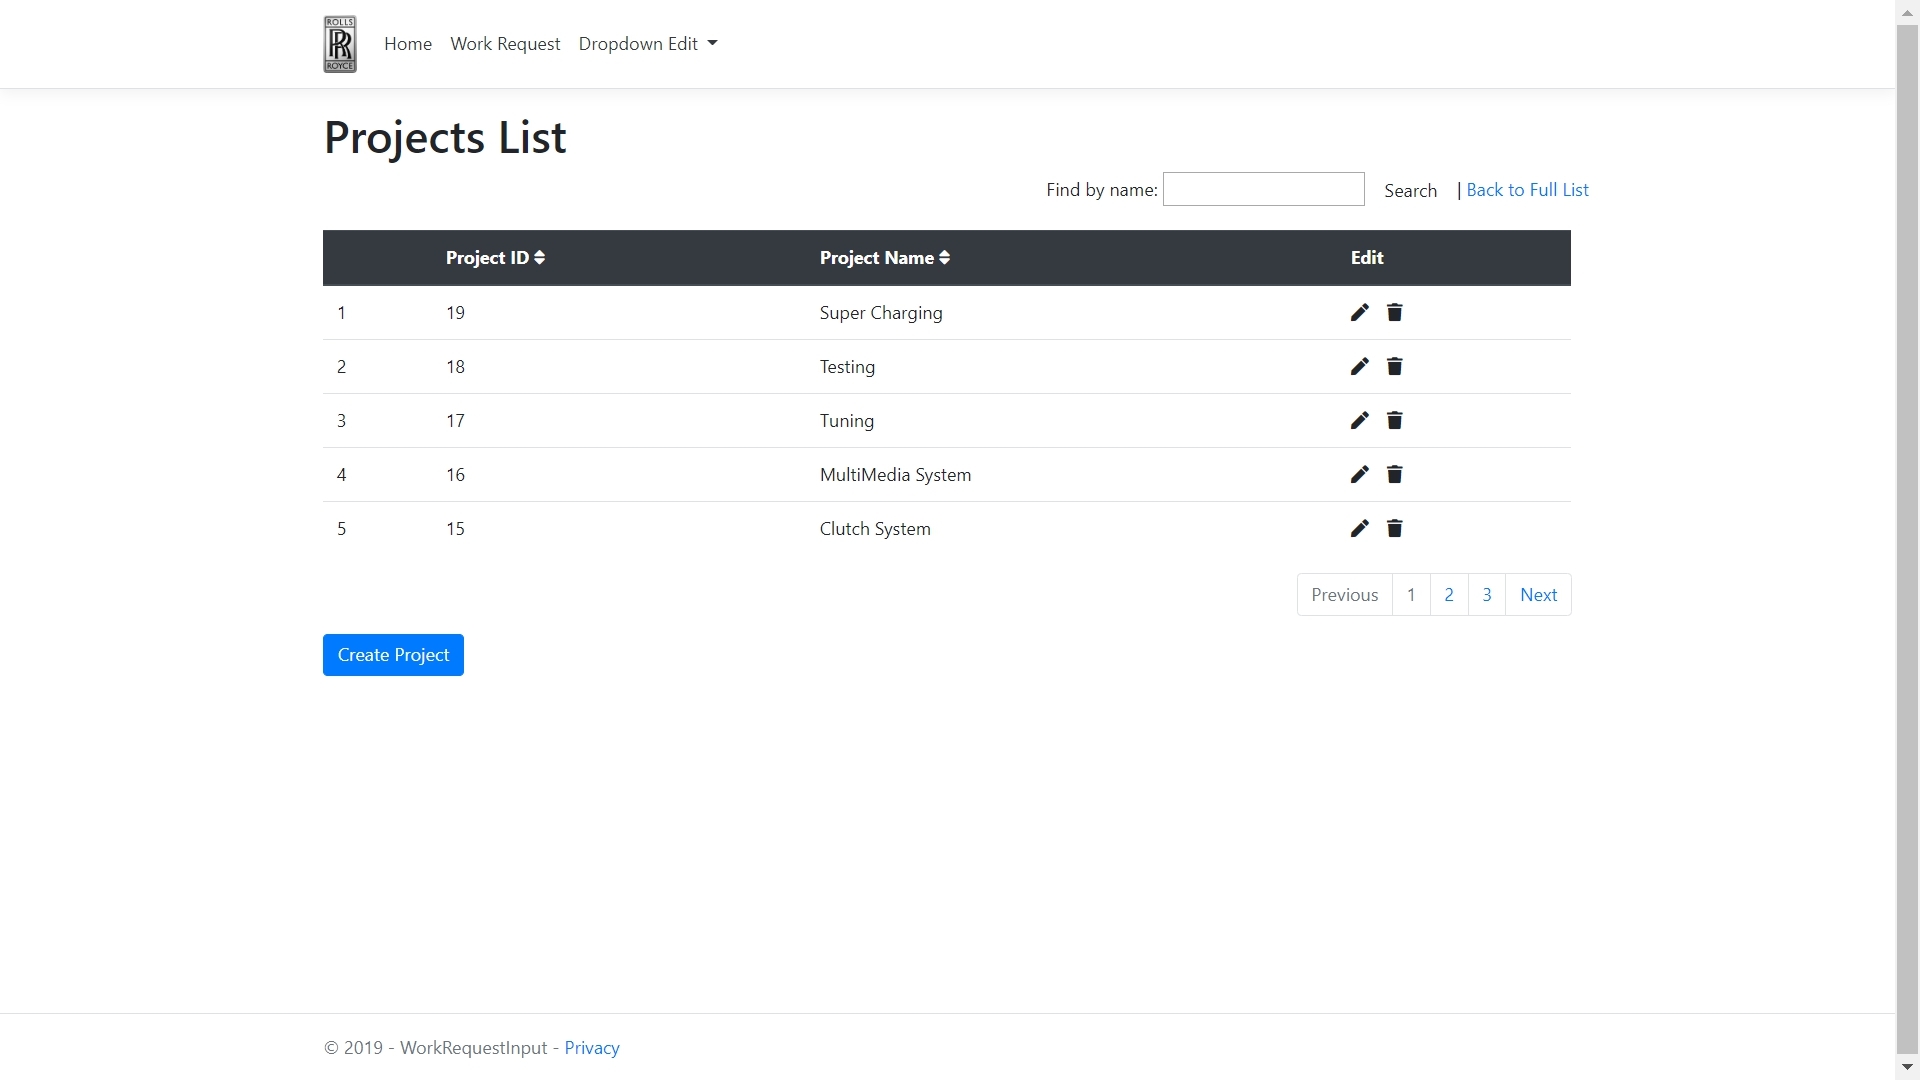 ROLLS
RR
ROYCE
Home Work Request Dropdown Edit
Projects List
Find by name: Search | Back to Full List
Project ID Project Name Edit
1 19 Super Charging
2 18 Testing
3 17 Tuning
4 16 MultiMedia System
5 15 Clutch System
Previous 1 2 3 Next
Create Project
© 2019 - WorkRequestInput - Privacy